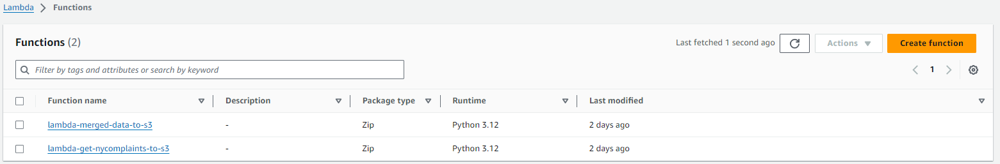 Lambda > Functions
Functions (2) Last fetched 1 second ago Actions Create function
Filter by tags and attributes or search by keyword 1
Function name Description Package type Runtime Last modified
lambda-merged-data-to-s3 - Zip Python 3.12 2 days ago
lambda-get-nycomplaints-to-s3 - Zip Python 3.12 2 days ago